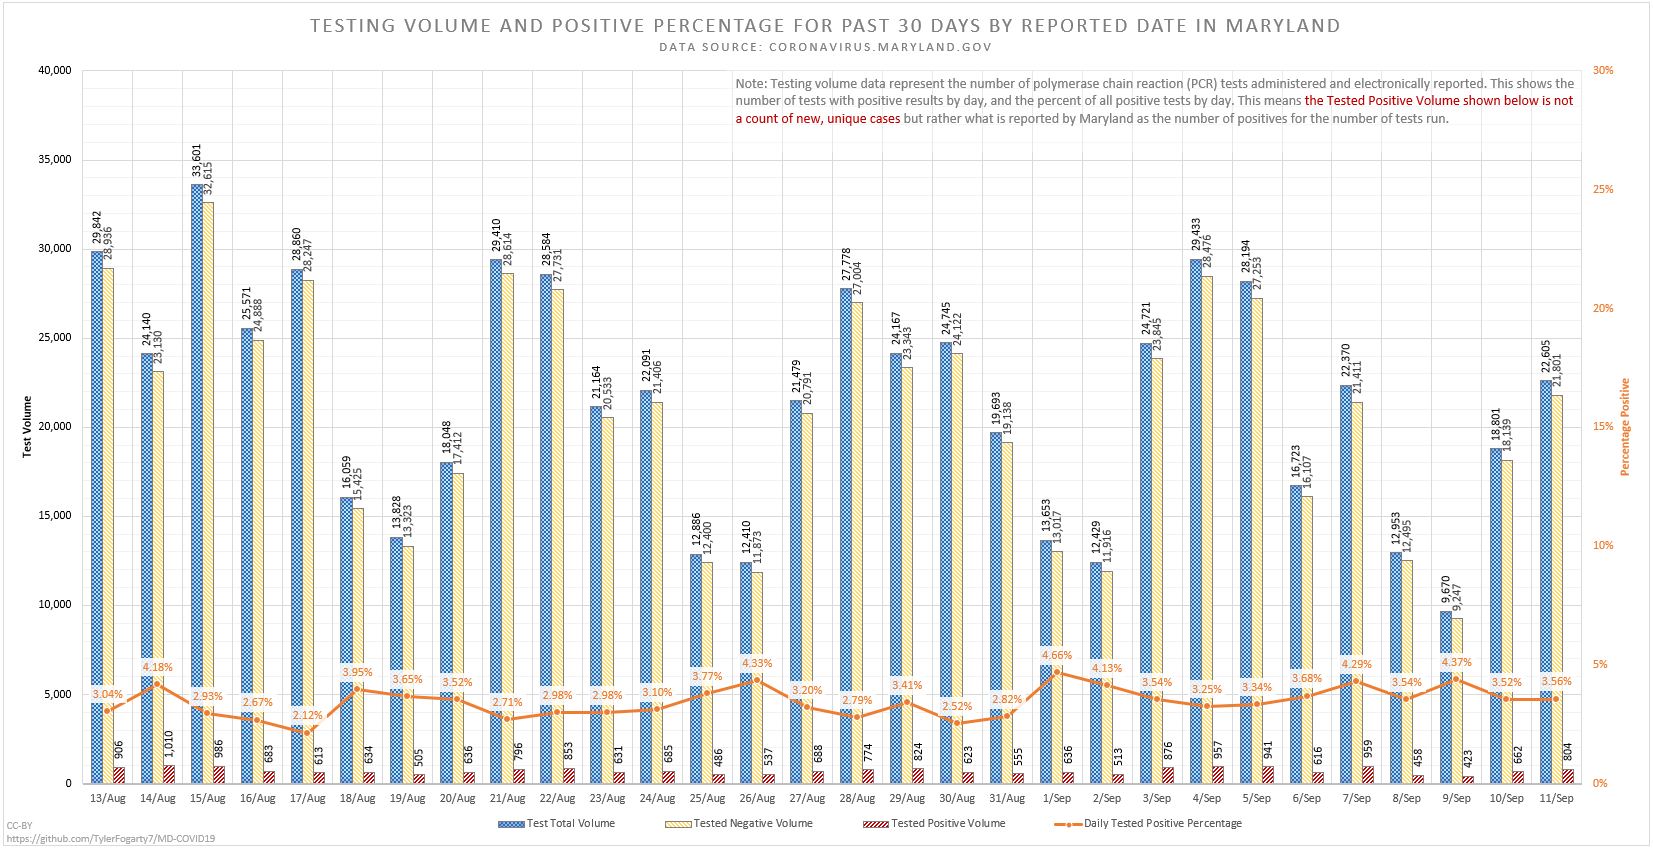 TESTING VOLUME AND POSITIVE PERCENTAGE FOR PAST 30 DAYS BY REPORTED DATE IN MARYLAND
DATA SOURCE: CORONAVIRUS.MARYLAND.GOV
Note: Testing volume data represent the number of polymerase chain reaction (PCR) tests administered and electronically reported. This shows the
number of tests with positive results by day, and the percent of all positive tests by day. This means the Tested Positive Volume shown below is not
a count of new, unique cases but rather what is reported by Maryland as the number of positives for the number of tests run.
Test Volume
40,000
35,000
30,000
25,000
20,000
15,000
10,000
5,000
0
Percentage Positive
30%
25%
20%
15%
10%
5%
0%
29,842 28,936 3.04% 906 13/Aug
24,140 23,130 4.18% 1,010 14/Aug
33,601 32,615 2.93% 986 15/Aug
25,571 24,888 2.67% 683 16/Aug
28,860 28,247 2.12% 613 17/Aug
16,059 15,425 3.95% 634 18/Aug
13,828 13,323 3.65% 505 19/Aug
18,048 17,412 3.52% 636 20/Aug
29,410 28,614 2.71% 796 21/Aug
28,584 27,731 2.98% 853 22/Aug
21,164 20,533 2.98% 631 23/Aug
22,091 21,406 3.10% 685 24/Aug
12,886 12,400 3.77% 486 25/Aug
12,410 11,873 4.33% 537 26/Aug
21,479 20,791 3.20% 688 27/Aug
27,778 27,004 2.79% 774 28/Aug
24,167 23,343 3.41% 824 29/Aug
24,745 24,122 2.52% 623 30/Aug
19,693 19,138 2.82% 555 31/Aug
13,653 13,017 4.66% 636 1/Sep
12,429 11,916 4.13% 513 2/Sep
24,721 23,845 3.54% 876 3/Sep
29,433 28,476 3.25% 957 4/Sep
28,194 27,253 3.34% 941 5/Sep
16,723 16,107 3.68% 616 6/Sep
22,370 21,411 4.29% 959 7/Sep
12,953 12,495 3.54% 458 8/Sep
9,670 9,247 4.37% 423 9/Sep
18,801 18,139 3.52% 662 10/Sep
22,605 21,801 3.56% 804 11/Sep
Test Total Volume
Tested Negative Volume
Tested Positive Volume
Daily Tested Positive Percentage
CC-BY
https://github.com/TylerFogarty7/MD-COVID19